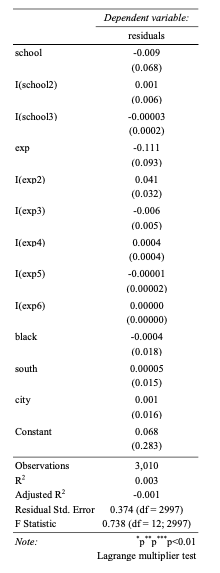 Dependent variable:
residuals
school -0.009
(0.068)
I(school2) 0.001
(0.006)
I(school3) -0.00003
(0.0002)
exp -0.111
(0.093)
I(exp2) 0.041
(0.032)
I(exp3) -0.006
(0.005)
I(exp4) 0.0004
(0.0004)
I(exp5) -0.00001
(0.00002)
I(exp6) 0.00000
(0.00000)
black -0.0004
(0.018)
south 0.00005
(0.015)
city 0.001
(0.016)
Constant 0.068
(0.283)
Observations 3,010
R2 0.003
Adjusted R2 -0.001
Residual Std. Error 0.374 (df = 2997)
F Statistic 0.738 (df = 12; 2997)
Note: *p**p***p<0.01
Lagrange multiplier test